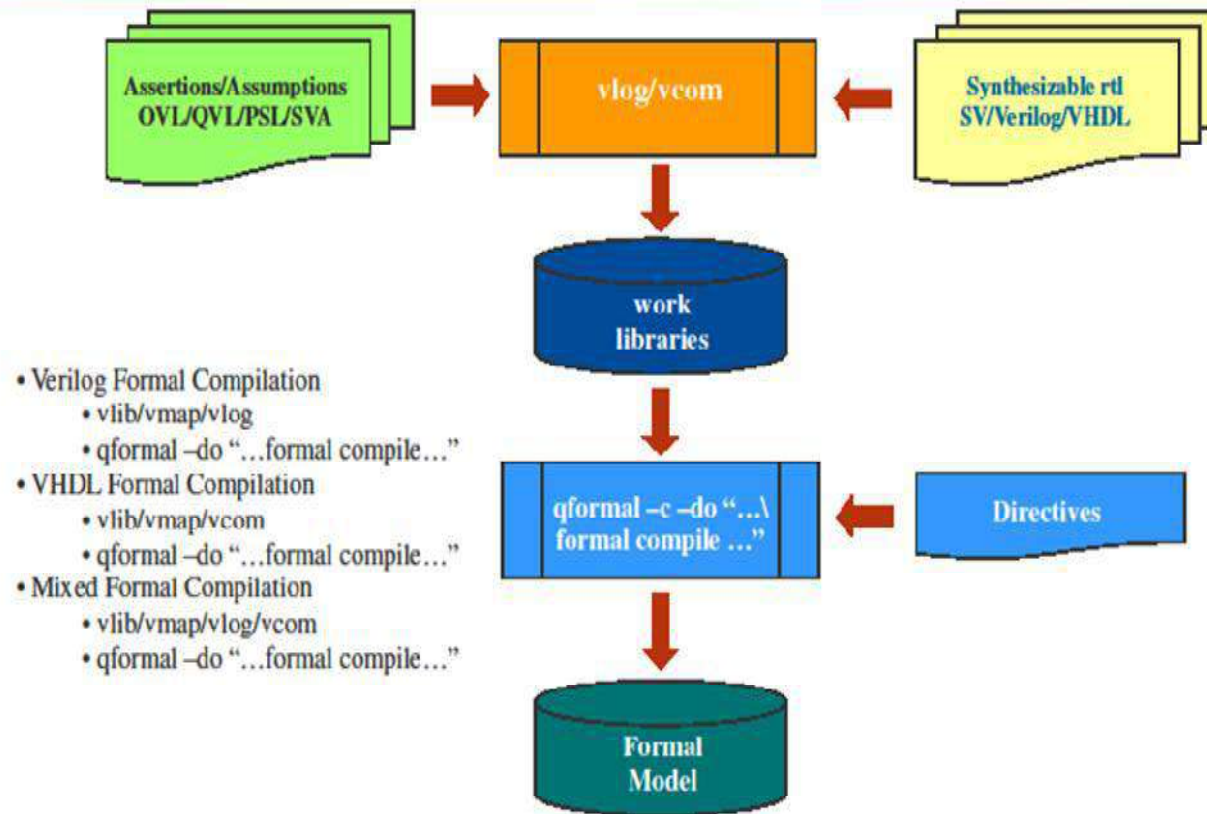 Assertions/Assumptions
OVL/QVL/PSL/SVA
vlog/vcom
Synthesizable rtl
SV/Verilog/VHDL
work
libraries
• Verilog Formal Compilation
• vlib/vmap/vlog
• qformal –do “…formal compile…”
• VHDL Formal Compilation
• vlib/vmap/vcom
• qformal –do “…formal compile…”
• Mixed Formal Compilation
• vlib/vmap/vlog/vcom
• qformal –do “…formal compile…”
qformal –c –do “…\
formal compile …”
Directives
Formal
Model